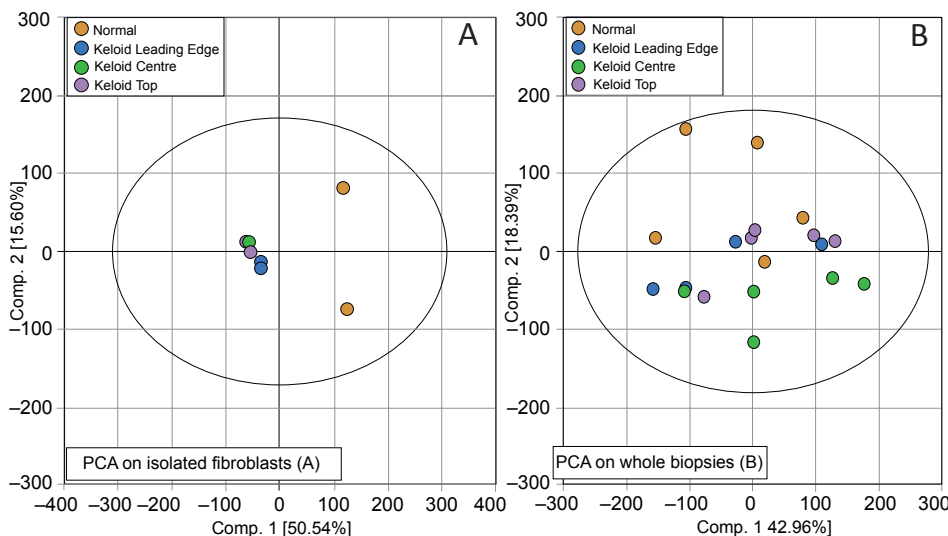 300
200
100
0
–100
–200
–300
–400
–300
–200
–100
0
100
200
300
400
Comp. 2 [15.60%]
Comp. 1 [50.54%]
Normal
Keloid Leading Edge
Keloid Centre
Keloid Top
A
PCA on isolated fibroblasts (A)
300
200
100
0
–100
–200
–300
–300
–200
–100
0
100
200
300
Comp. 2 [18.39%]
Comp. 1 42.96%]
Normal
Keloid Leading Edge
Keloid Centre
Keloid Top
B
PCA on whole biopsies (B)